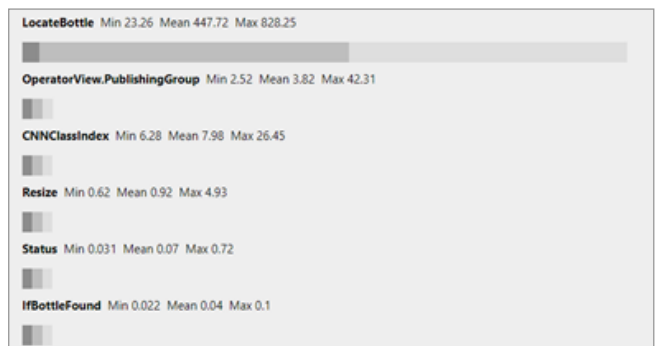 LocateBottle Min 23.26 Mean 447.72 Max 828.25
OperatorView.PublishingGroup Min 2.52 Mean 3.82 Max 42.31
CNNClassIndex Min 6.28 Mean 7.98 Max 26.45
Resize Min 0.62 Mean 0.92 Max 4.93
Status Min 0.031 Mean 0.07 Max 0.72
IfBottleFound Min 0.022 Mean 0.04 Max 0.1